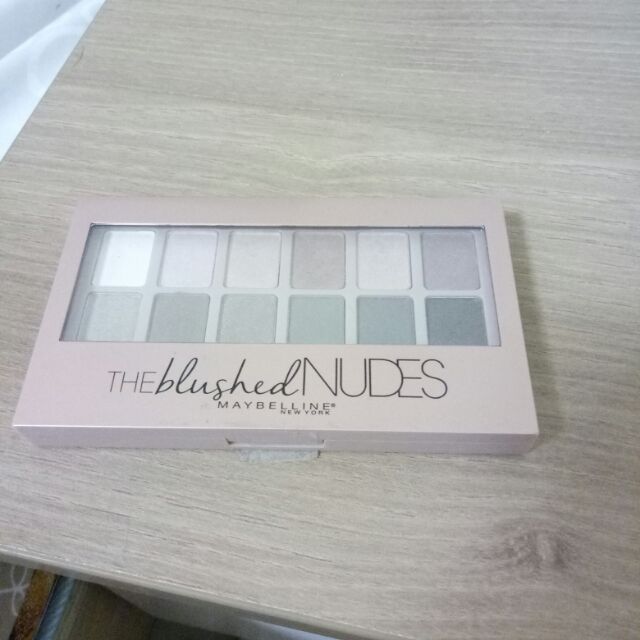 THE blushed NUDES
MAYBELLINE®
NEW YORK